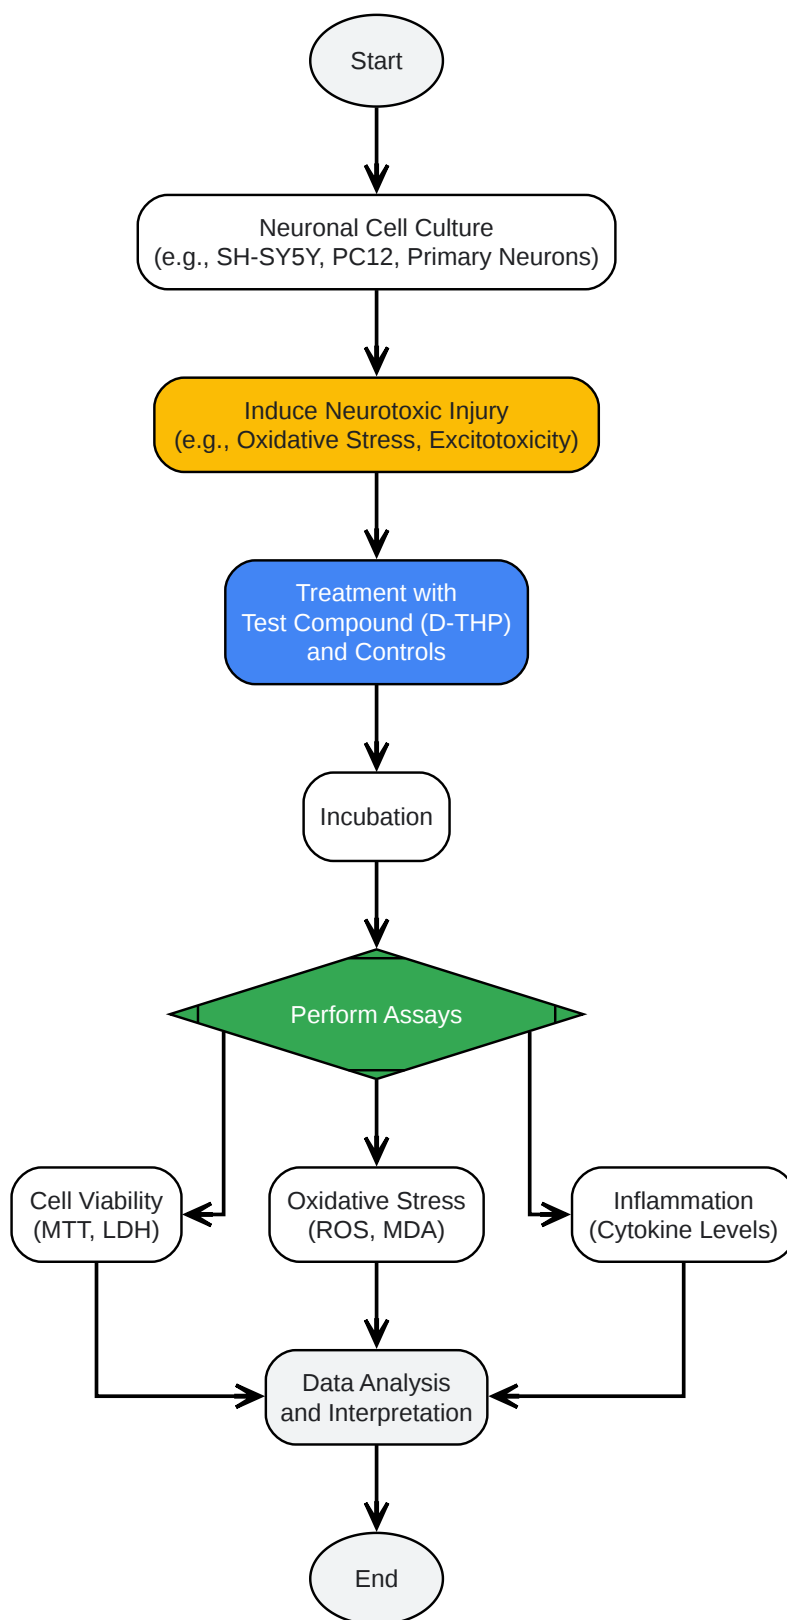 Start
Neuronal Cell Culture
(e.g., SH-SY5Y, PC12, Primary Neurons)
Induce Neurotoxic Injury
(e.g., Oxidative Stress, Excitotoxicity)
Treatment with
Test Compound (D-THP)
and Controls
Incubation
Perform Assays
Cell Viability
(MTT, LDH)
Oxidative Stress
(ROS, MDA)
Inflammation
(Cytokine Levels)
Data Analysis
and Interpretation
End